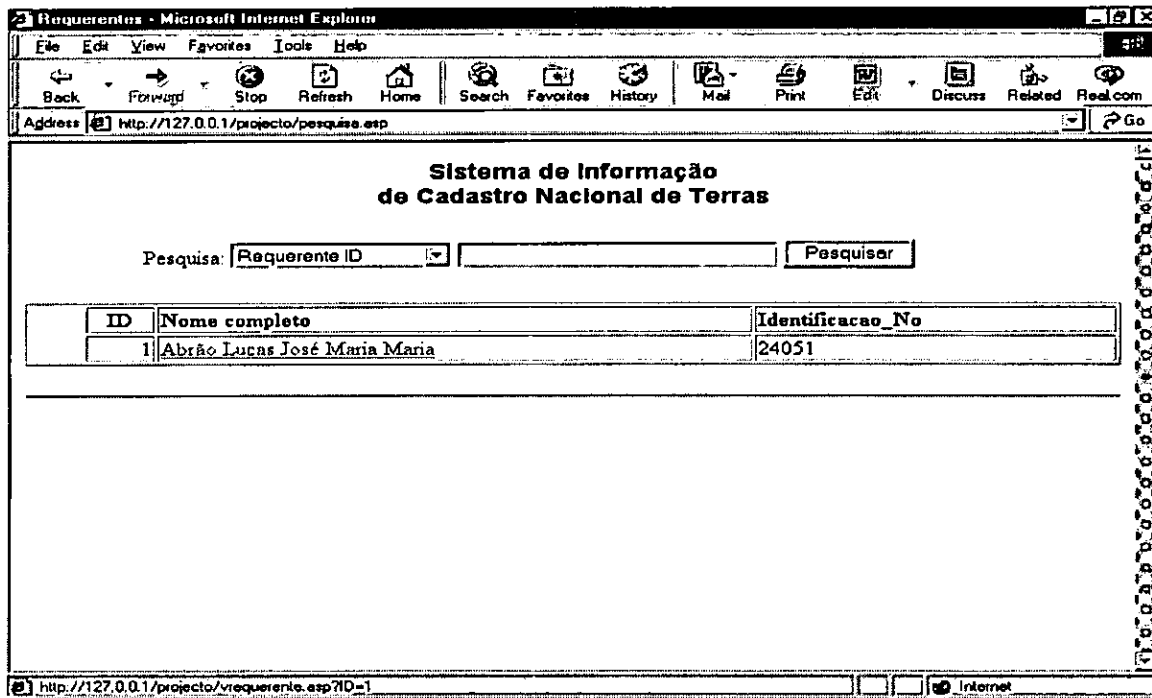 Requerentes - Microsoft Internet Explorer
File Edit View Favorites Tools Help
Back Forward Stop Refresh Home Search Favorites History Mail Print Edit Discuss Related Real.com
Address http://127.0.0.1/projecto/pesquisa.asp Go
Sistema de Informação
de Cadastro Nacional de Terras
Pesquisa: Requerente ID Pesquisar
ID Nome completo Identificacao_No
1 Abrão Lucas José Maria Maria 24051
http://127.0.0.1/projecto/vrequerente.asp?ID=1 Internet